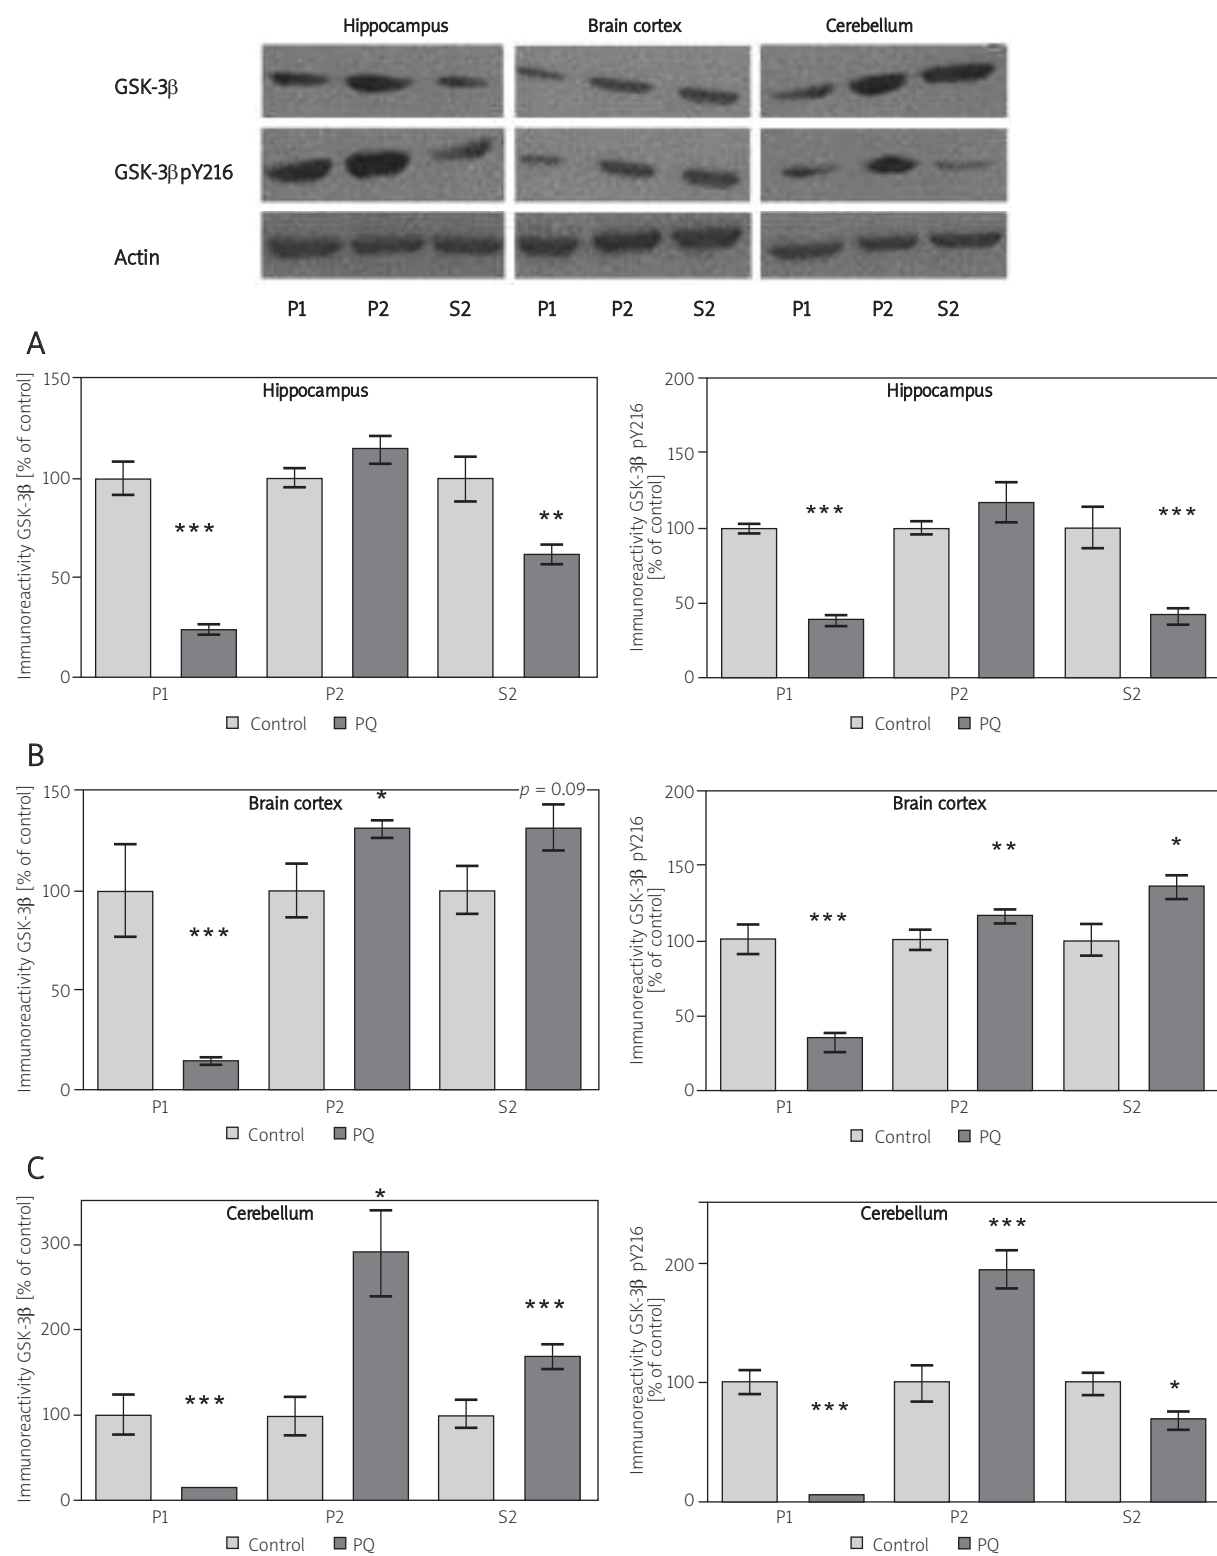 Hippocampus Brain cortex Cerebellum
GSK-3β
GSK-3βpY216
Actin
P1 P2 S2 P1 P2 S2 P1 P2 S2
A
Immunoreactivity GSK-3β [% of control]
150
100
50
0
Hippocampus
***
**
P1 P2 S2
Control PQ
Immunoreactivity GSK-3β pY216
[% of control]
200
150
100
50
0
Hippocampus
***
***
P1 P2 S2
Control PQ
B
Immunoreactivity GSK-3β [% of control]
150
100
50
0
Brain cortex
***
*
p = 0.09
P1 P2 S2
Control PQ
Immunoreactivity GSK-3β pY216
[% of control]
200
150
100
50
0
Brain cortex
***
**
*
P1 P2 S2
Control PQ
C
Immunoreactivity GSK-3β [% of control]
300
200
100
0
Cerebellum
***
*
***
P1 P2 S2
Control PQ
Immunoreactivity GSK-3β pY216
[% of control]
200
100
0
Cerebellum
***
***
*
P1 P2 S2
Control PQ